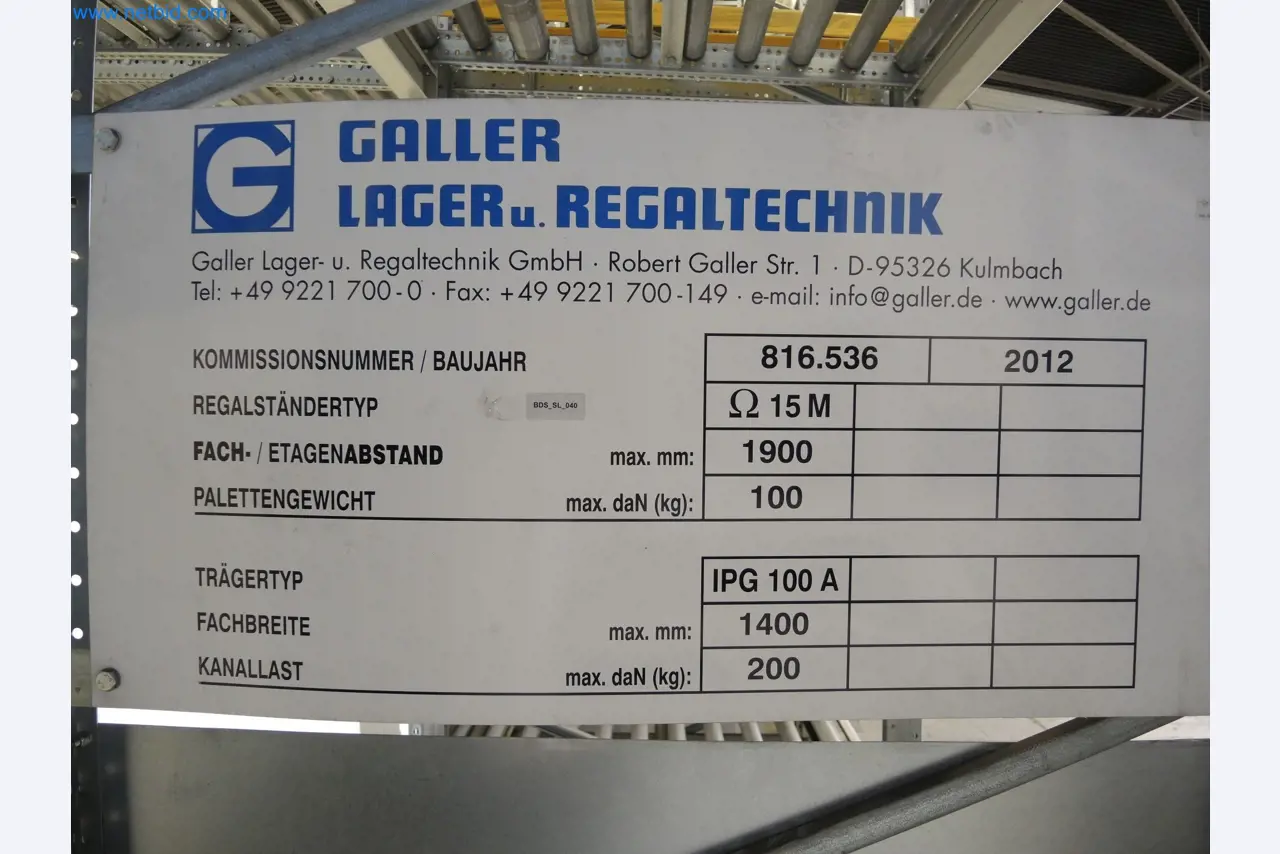 www.netbid.com
G GALLER
LAGER u. REGALTECHNIK
Galler Lager- u. Regaltechnik GmbH · Robert Galler Str. 1 · D-95326 Kulmbach
Tel: +49 9221 700-0 · Fax: +49 9221 700-149 · e-mail: info@galler.de · www.galler.de
KOMMISSIONSNUMMER / BAUJAHR 816.536 2012
REGALSTÄNDERTYP BDS_SL_040 Ω 15 M
FACH- / ETAGENABSTAND max. mm: 1900
PALETTENGEWICHT max. daN (kg): 100
TRÄGERTYP IPG 100 A
FACHBREITE max. mm: 1400
KANALLAST max. daN (kg): 200